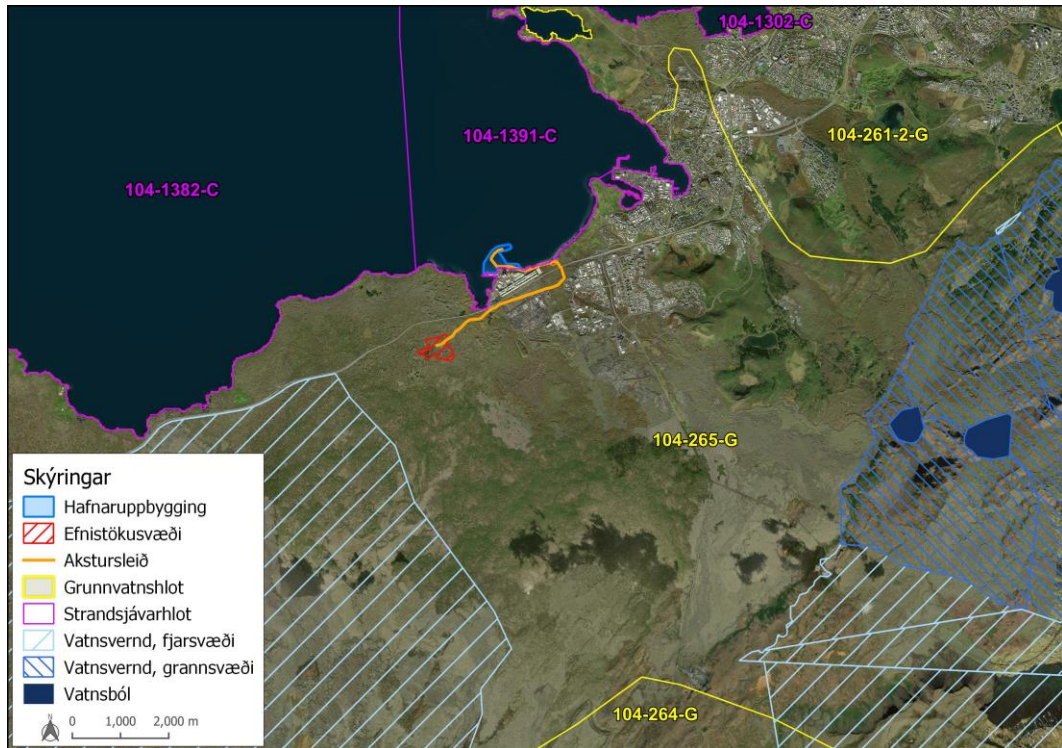 104-1302-C
104-261-2-G
104-1391-C
104-1382-C
104-265-G
104-264-G
Skýringar
Hafnaruppbygging
Efnistökusvæði
Akstursleið
Grunnvatnshlot
Strandsjávarhlot
Vatnsvernd, fjarsvæði
Vatnsvernd, grannsvæði
Vatnsból
N
0 1,000 2,000 m